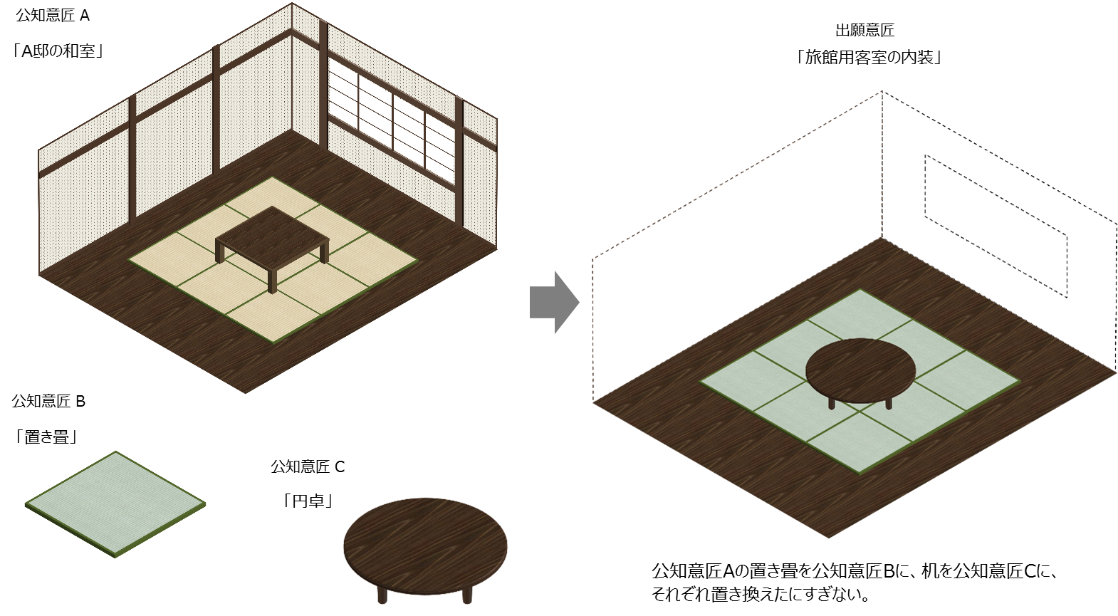 公知意匠 A
「A邸の和室」
出願意匠
「旅館用客室の内装」
公知意匠 B
「置き畳」
公知意匠 C
「円卓」
公知意匠Aの置き畳を公知意匠Bに、机を公知意匠Cに、
それぞれ置き換えたにすぎない。